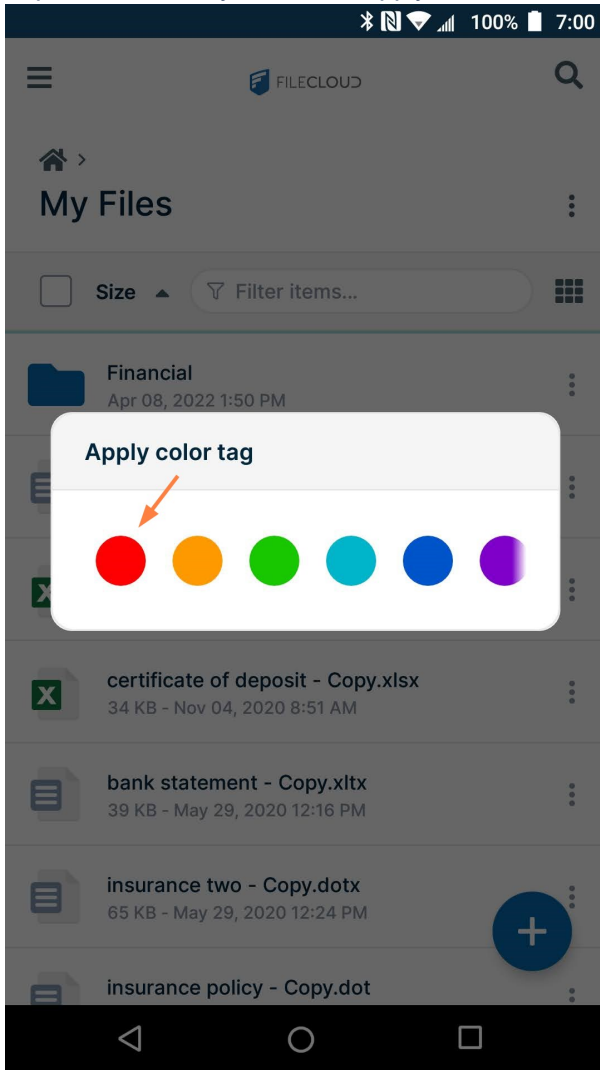 100% 7:00
FILECLOUD
My Files
Size Filter items...
Financial
Apr 08, 2022 1:50 PM
Apply color tag
certificate of deposit - Copy.xlsx
34 KB - Nov 04, 2020 8:51 AM
bank statement - Copy.xltx
39 KB - May 29, 2020 12:16 PM
insurance two - Copy.dotx
65 KB - May 29, 2020 12:24 PM
insurance policy - Copy.dot